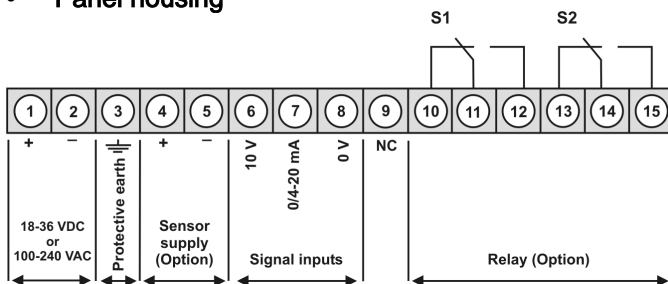 • Panel housing
S1 S2
1 2 3 4 5 6 7 8 9 10 11 12 13 14 15
+ – + – NC
Protective earth
10 V
0/4-20 mA
0 V
18-36 VDC
or
100-240 VAC
Sensor
supply
(Option)
Signal inputs
Relay (Option)